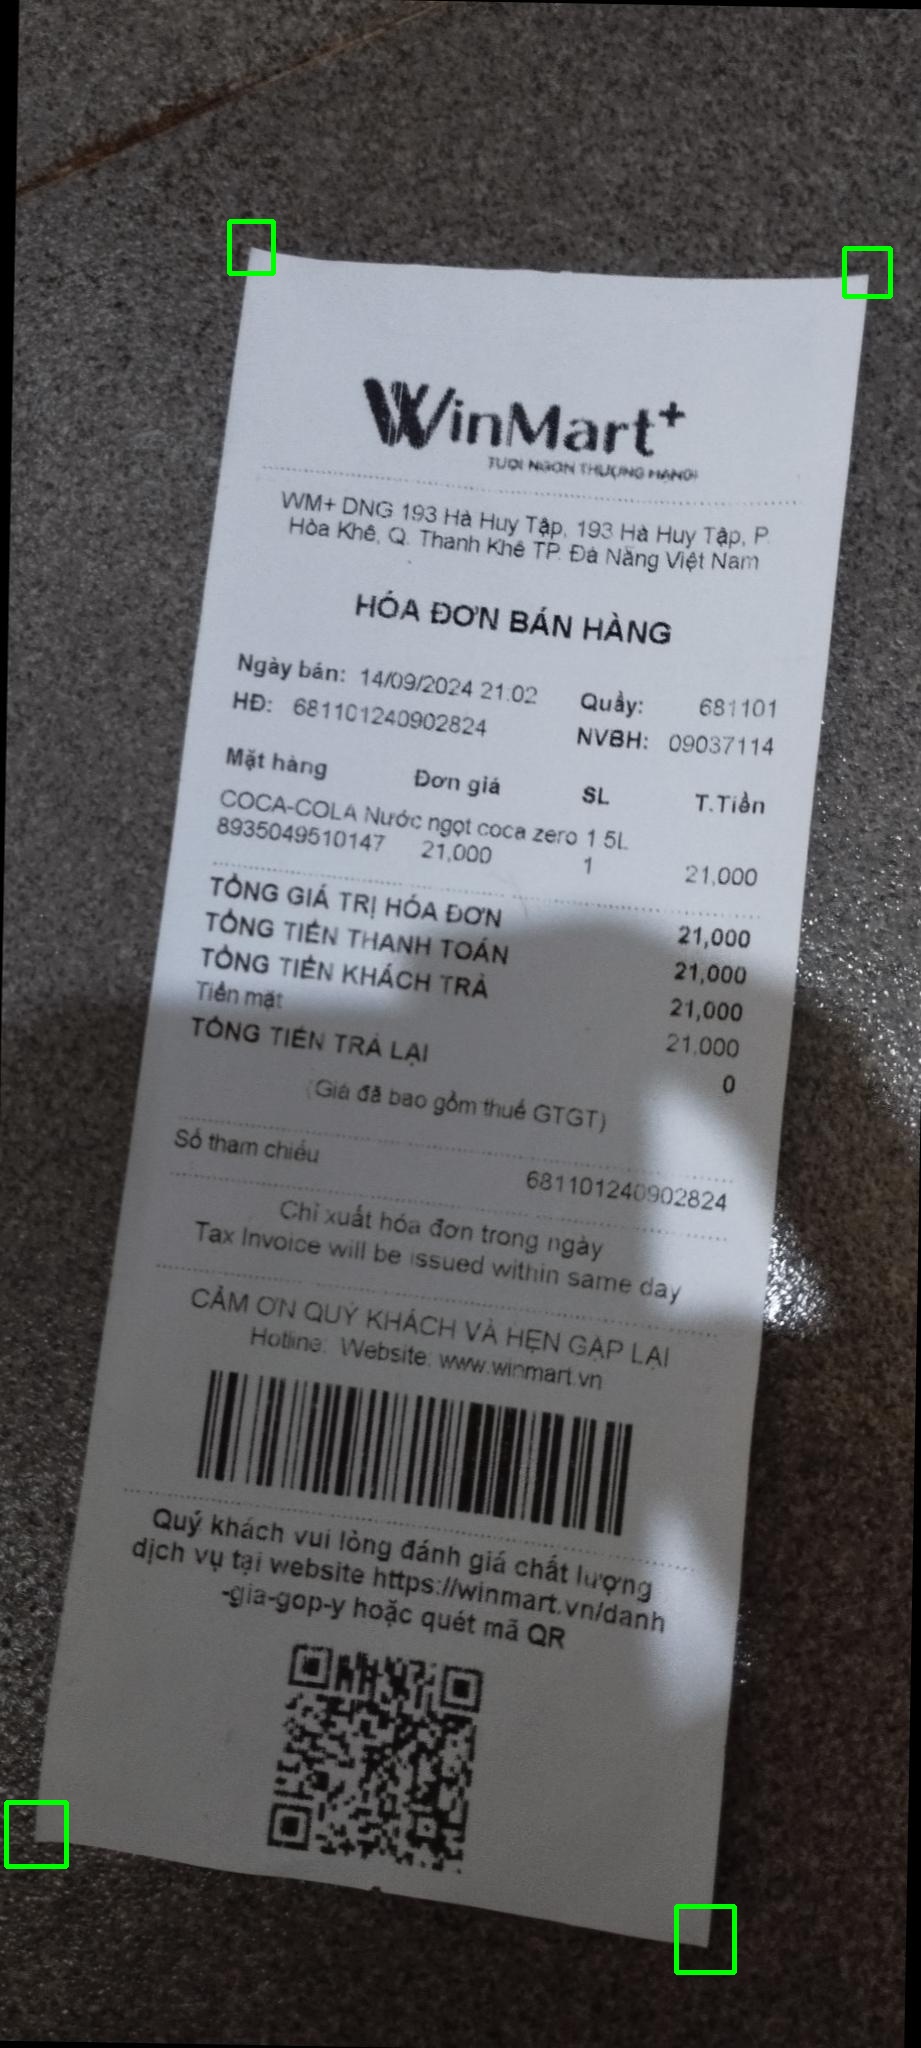 WinMart+
TƯƠI NGON THƯỢNG HẠNG!
WM+ DNG 193 Hà Huy Tập, 193 Hà Huy Tập, P.
Hòa Khê, Q. Thanh Khê TP. Đà Nẵng Việt Nam
HÓA ĐƠN BÁN HÀNG
Ngày bán: 14/09/2024 21:02 Quầy: 681101
HĐ: 681101240902824 NVBH: 09037114
Mặt hàng Đơn giá SL T.Tiền
COCA-COLA Nước ngọt coca zero 1.5L
8935049510147 21,000 1 21,000
TỔNG GIÁ TRỊ HÓA ĐƠN 21,000
TỔNG TIỀN THANH TOÁN 21,000
TỔNG TIỀN KHÁCH TRẢ 21,000
Tiền mặt 21,000
TỔNG TIỀN TRẢ LẠI 0
(Giá đã bao gồm thuế GTGT)
Số tham chiếu 681101240902824
Chỉ xuất hóa đơn trong ngày
Tax Invoice will be issued within same day
CẢM ƠN QUÝ KHÁCH VÀ HẸN GẶP LẠI
Hotline: Website: www.winmart.vn
Quý khách vui lòng đánh giá chất lượng
dịch vụ tại website https://winmart.vn/danh
-gia-gop-y hoặc quét mã QR